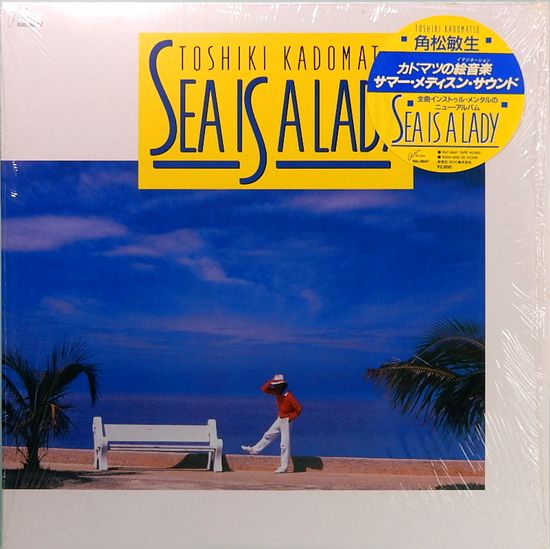 TOSHIKI KADOMAT
SEA IS A LADY
TOSHIKI KADOMATSU
角松敏生
イマジネーション
カドマツの絵音楽
サマー・メディスン・サウンド
全曲インストゥル・メンタルの
ニュー・アルバム
SEA IS A LADY
RAL-8847
¥2,800